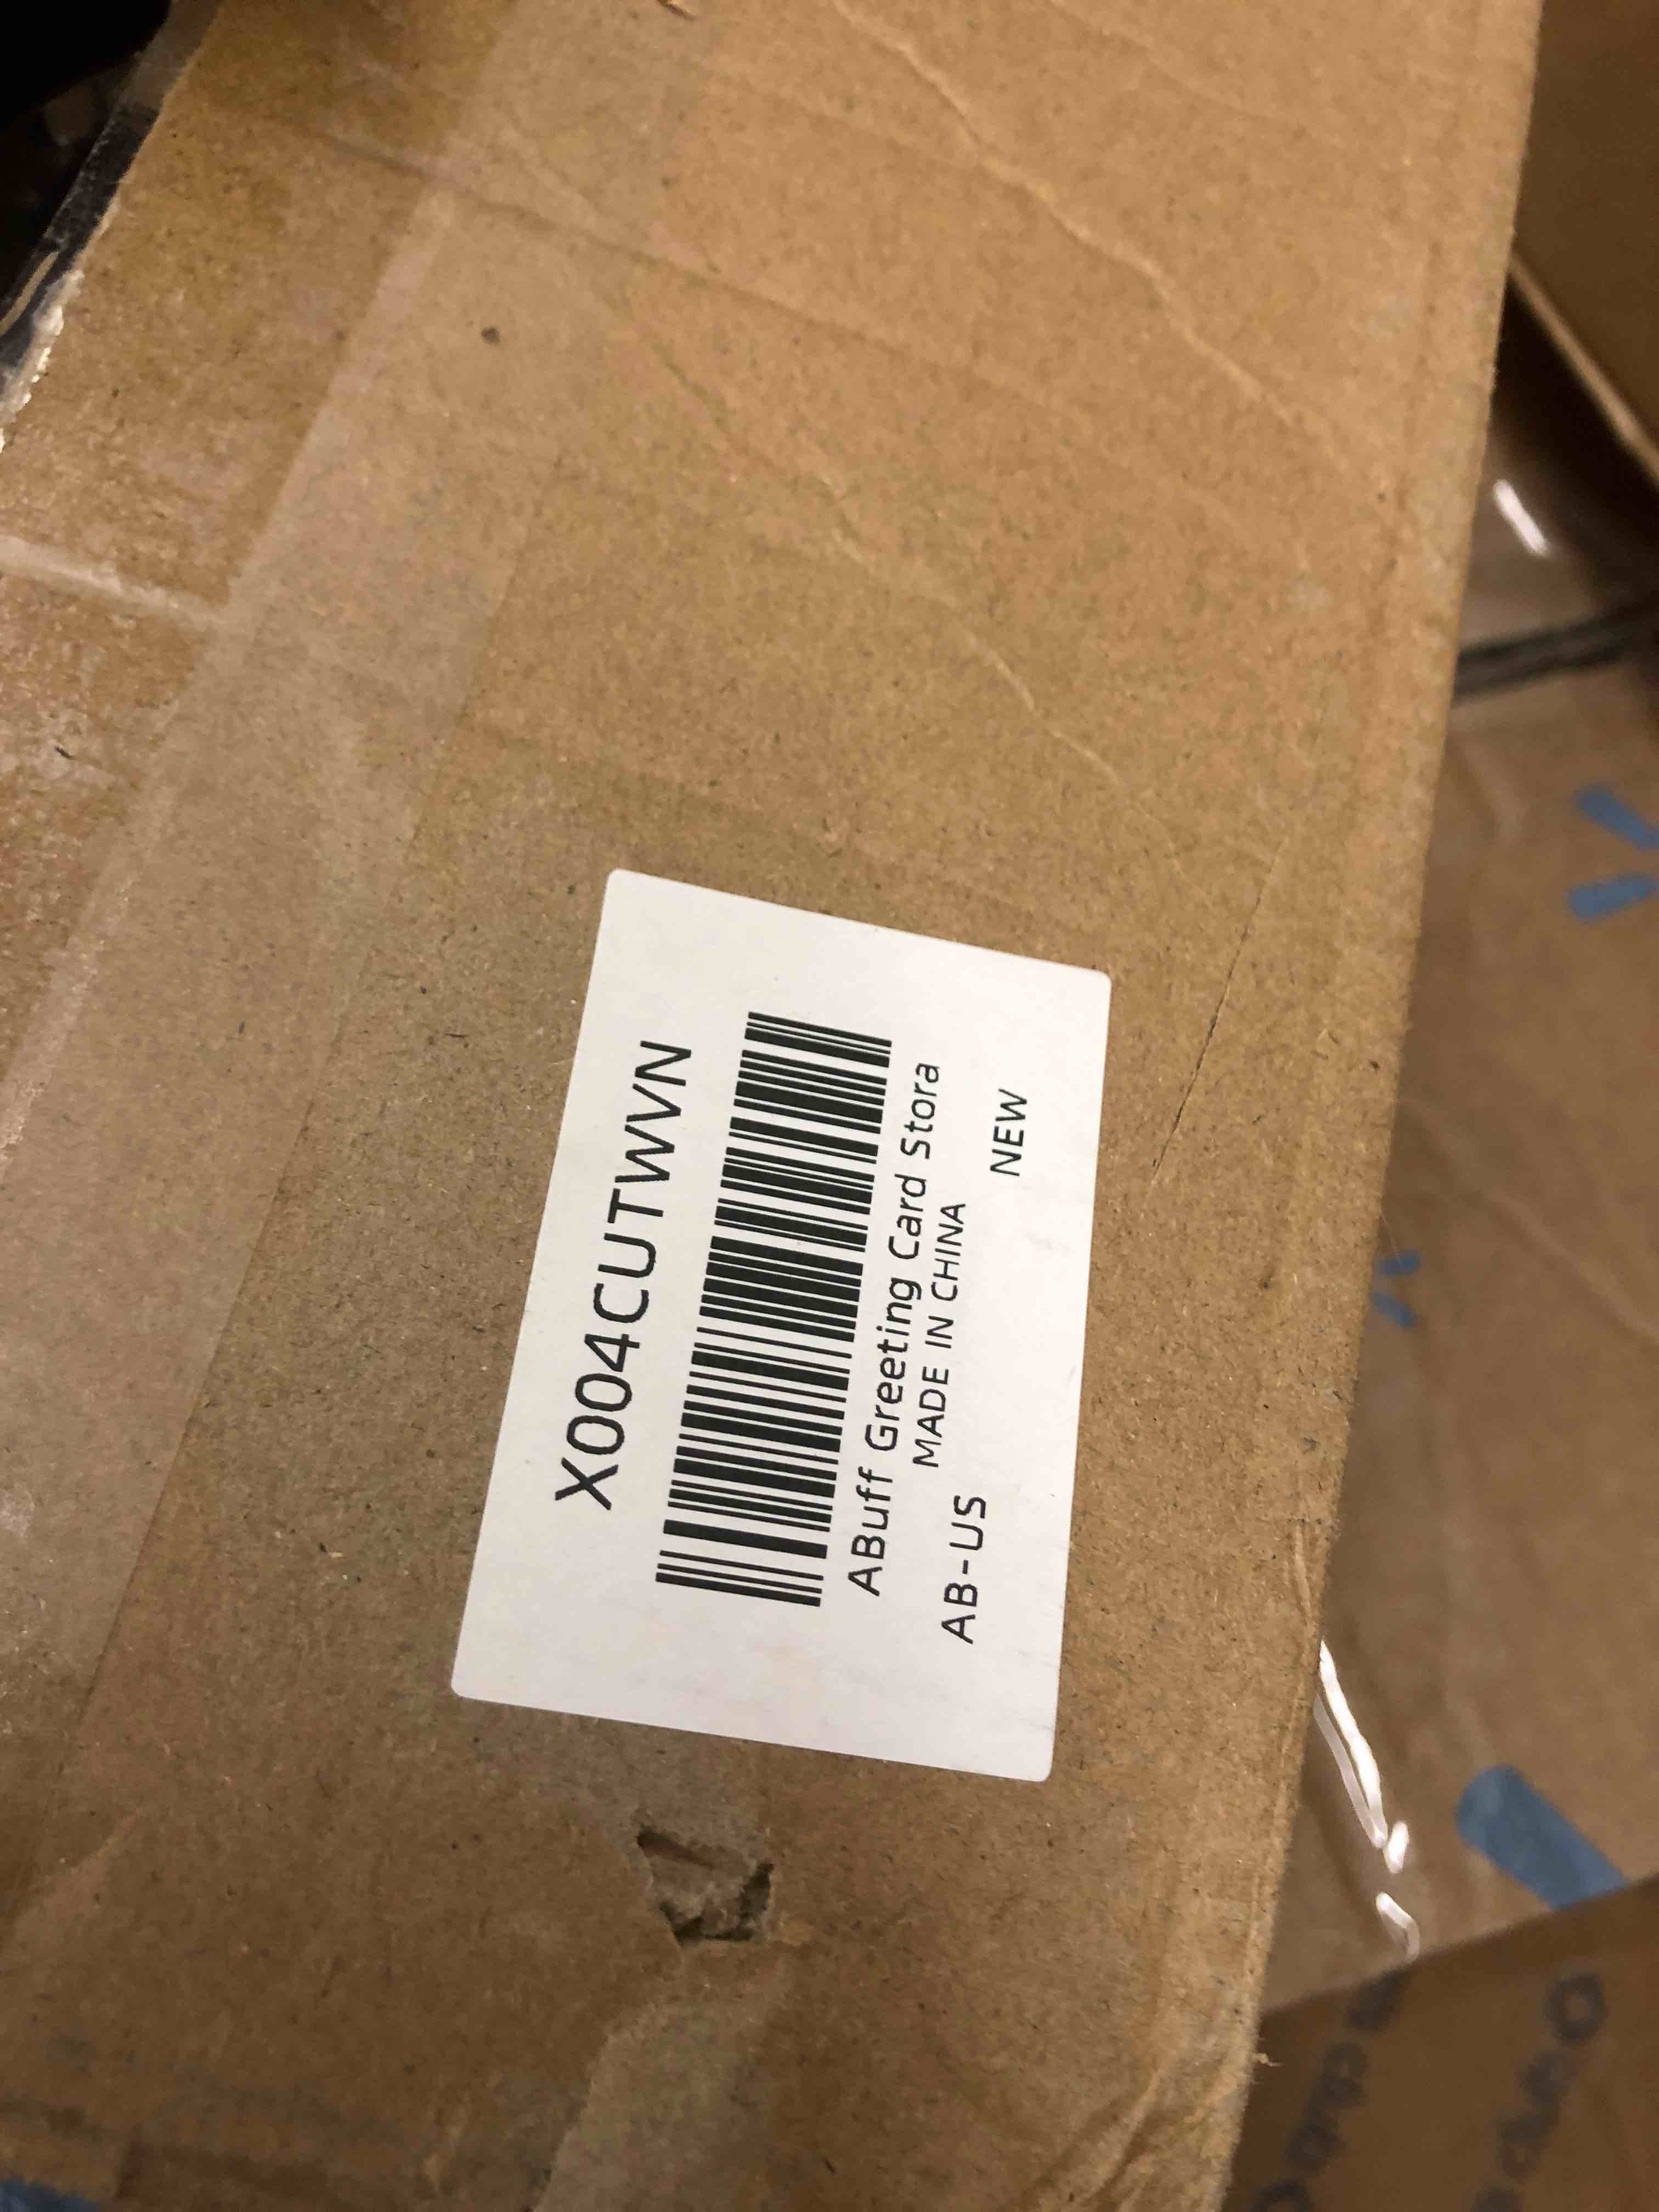 X004CUTWVN
ABuff Greeting Card Stora
MADE IN CHINA
AB-US
NEW